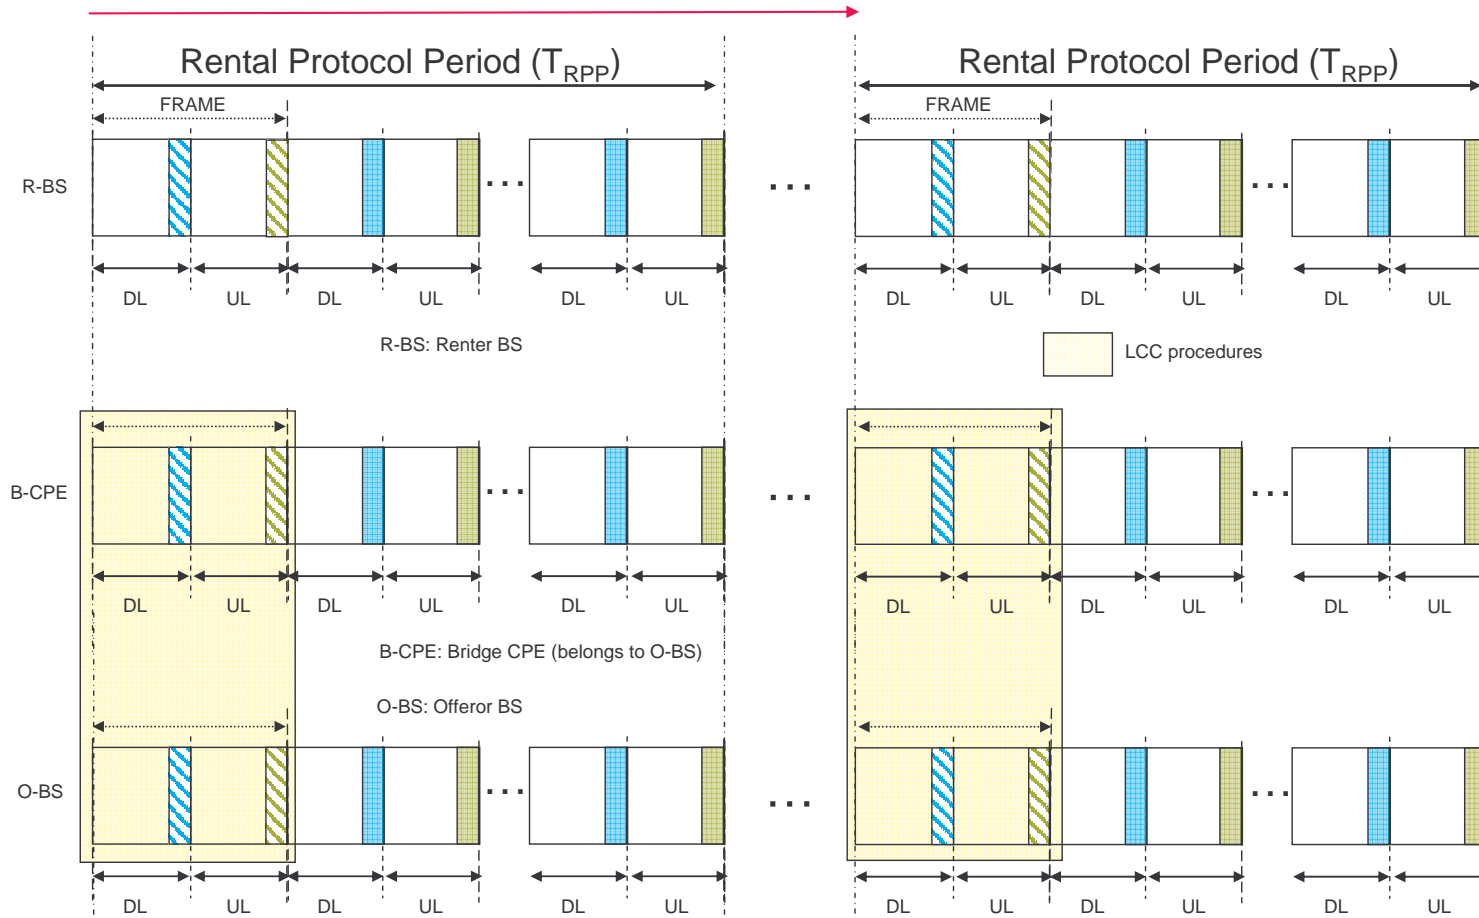 Rental Protocol Period (TRPP) Rental Protocol Period (TRPP)
FRAME FRAME
R-BS ... ... ...
DL UL DL UL DL UL DL UL DL UL DL UL
R-BS: Renter BS LCC procedures
B-CPE ... ... ...
DL UL DL UL DL UL DL UL DL UL DL UL
B-CPE: Bridge CPE (belongs to O-BS)
O-BS: Offeror BS
O-BS ... ... ...
DL UL DL UL DL UL DL UL DL UL DL UL